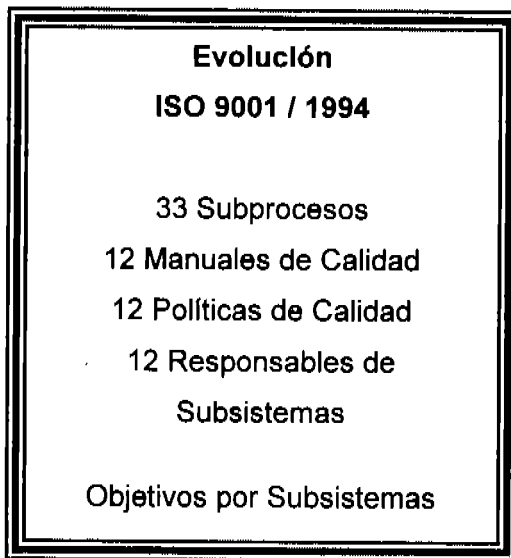 Evolución
ISO 9001 / 1994
33 Subprocesos
12 Manuales de Calidad
12 Políticas de Calidad
12 Responsables de
Subsistemas
Objetivos por Subsistemas